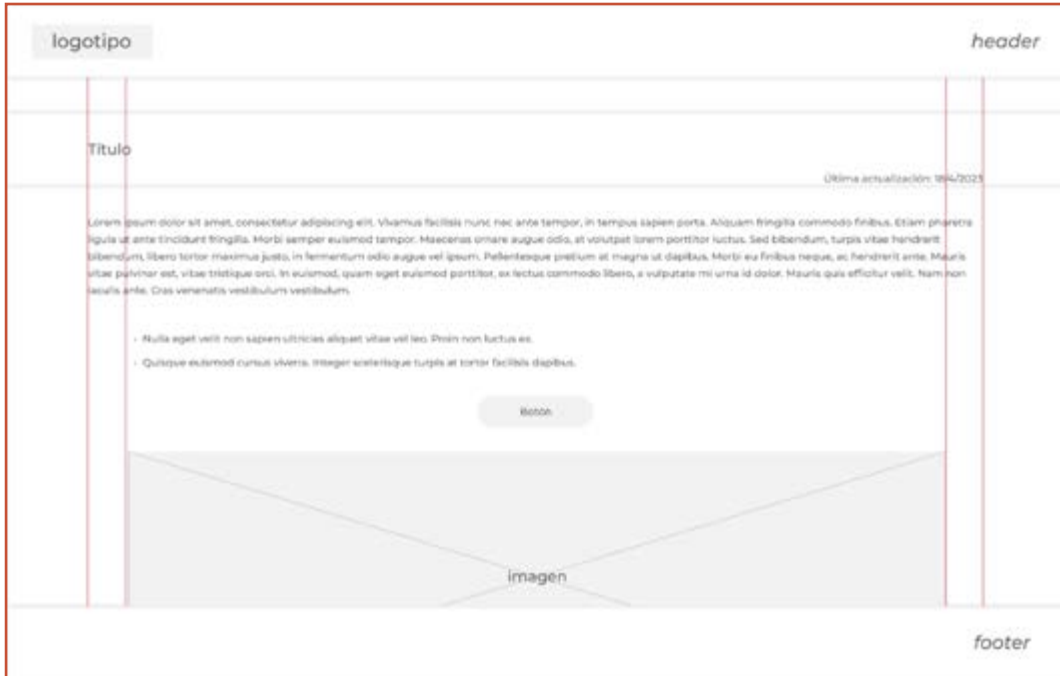 logotipo
header
Título
Última actualización: 18/4/2023
Lorem ipsum dolor sit amet, consectetur adipiscing elit. Vivamus facilisis nunc nec ante tempor, in tempus sapien porta. Aliquam fringilla commodo finibus. Etiam pharetra
ligula ut ante tincidunt fringilla. Morbi semper euismod tempor. Maecenas ornare augue odio, at volutpat lorem porttitor luctus. Sed bibendum, turpis vitae hendrerit
bibendum, libero tortor maximus justo, in fermentum odio augue vel ipsum. Pellentesque pretium at magna ut dapibus. Morbi eu finibus neque, ac hendrerit ante. Mauris
vitae pulvinar est, vitae tristique orci. In euismod, quam eget euismod porttitor, ex lectus commodo libero, a vulputate mi urna id dolor. Mauris quis efficitur velit. Nam non
iaculis ante. Cras venenatis vestibulum vestibulum.
Nulla eget velit non sapien ultricies aliquet vitae vel leo. Proin non luctus ex.
Quisque euismod cursus viverra. Integer scelerisque turpis at tortor facilisis dapibus.
Botón
imagen
footer